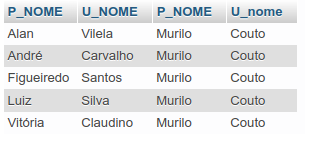 P_NOME U_NOME P_NOME U_nome
Alan Vilela Murilo Couto
André Carvalho Murilo Couto
Figueiredo Santos Murilo Couto
Luiz Silva Murilo Couto
Vitória Claudino Murilo Couto